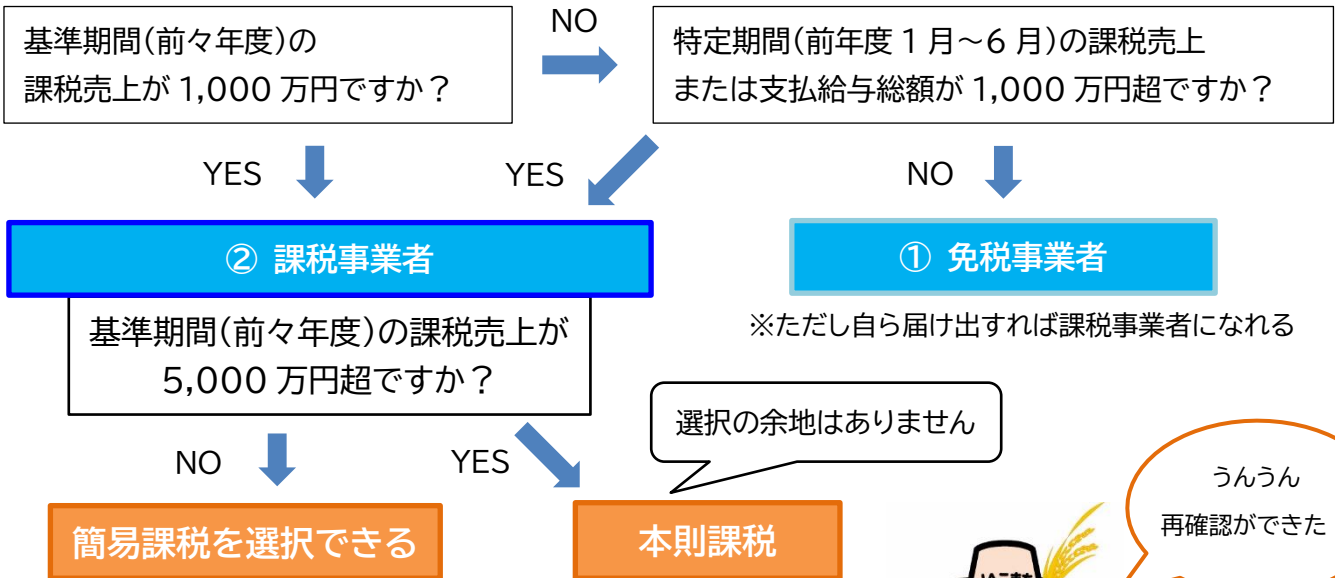 基準期間(前々年度)の
課税売上が 1,000 万円ですか？
NO
特定期間(前年度 1 月～6 月)の課税売上
または支払給与総額が 1,000 万円超ですか？
YES
YES
NO
② 課税事業者
① 免税事業者
基準期間(前々年度)の課税売上が
5,000 万円超ですか？
※ただし自ら届け出すれば課税事業者になれる
選択の余地はありません
NO
YES
うんうん
再確認ができた
簡易課税を選択できる
本則課税